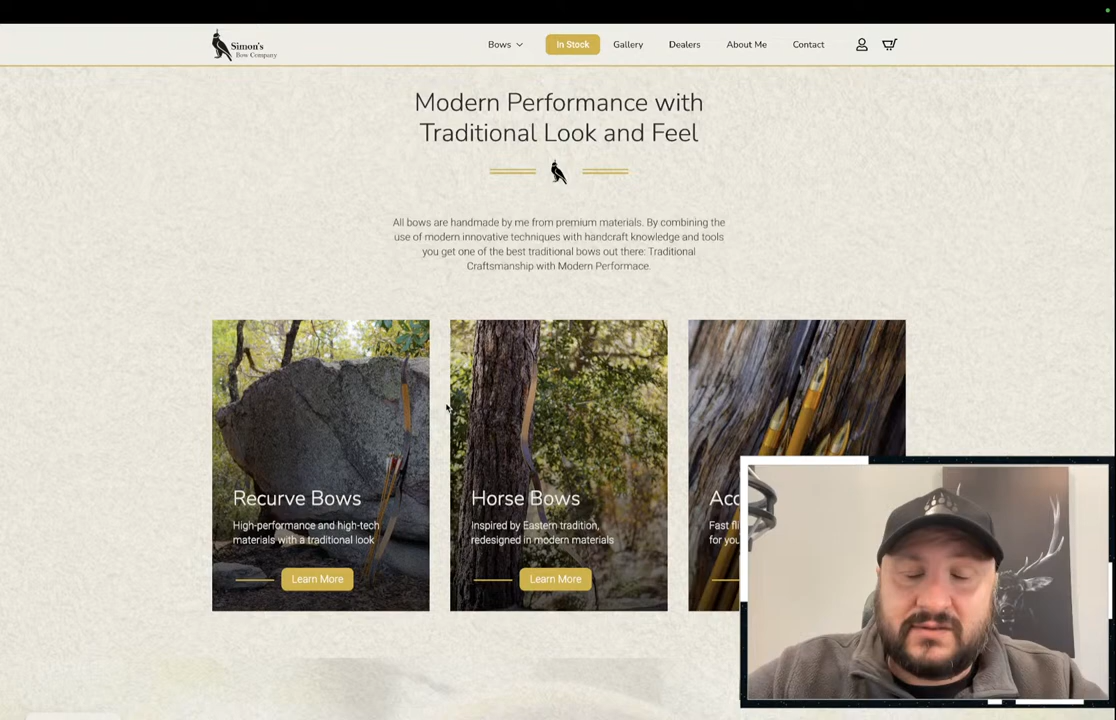 Simon's
Bow Company
Bows
In Stock
Gallery
Dealers
About Me
Contact
Modern Performance with
Traditional Look and Feel
All bows are handmade by me from premium materials. By combining the
use of modern innovative techniques with handcraft knowledge and tools
you get one of the best traditional bows out there: Traditional
Craftsmanship with Modern Performace.
Recurve Bows
High-performance and high-tech
materials with a traditional look
Learn More
Horse Bows
Inspired by Eastern tradition,
redesigned in modern materials
Learn More
Fast
for